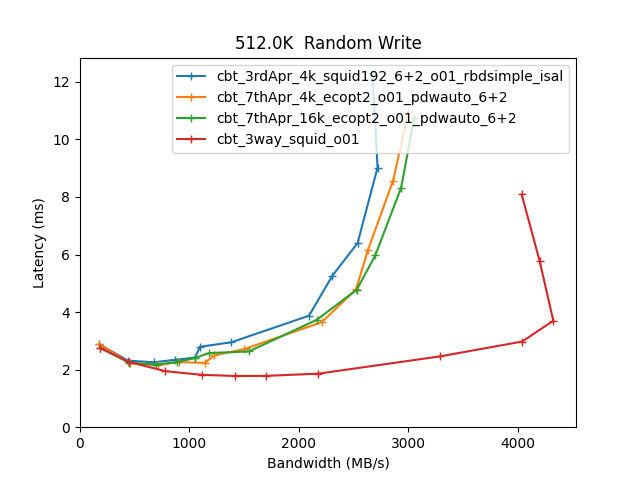 512.0K  Random Write
cbt_3rdApr_4k_squid192_6+2_o01_rbdsimple_isal
cbt_7thApr_4k_ecopt2_o01_pdwauto_6+2
cbt_7thApr_16k_ecopt2_o01_pdwauto_6+2
cbt_3way_squid_o01
12
10
8
6
4
2
0
Latency (ms)
0 1000 2000 3000 4000
Bandwidth (MB/s)